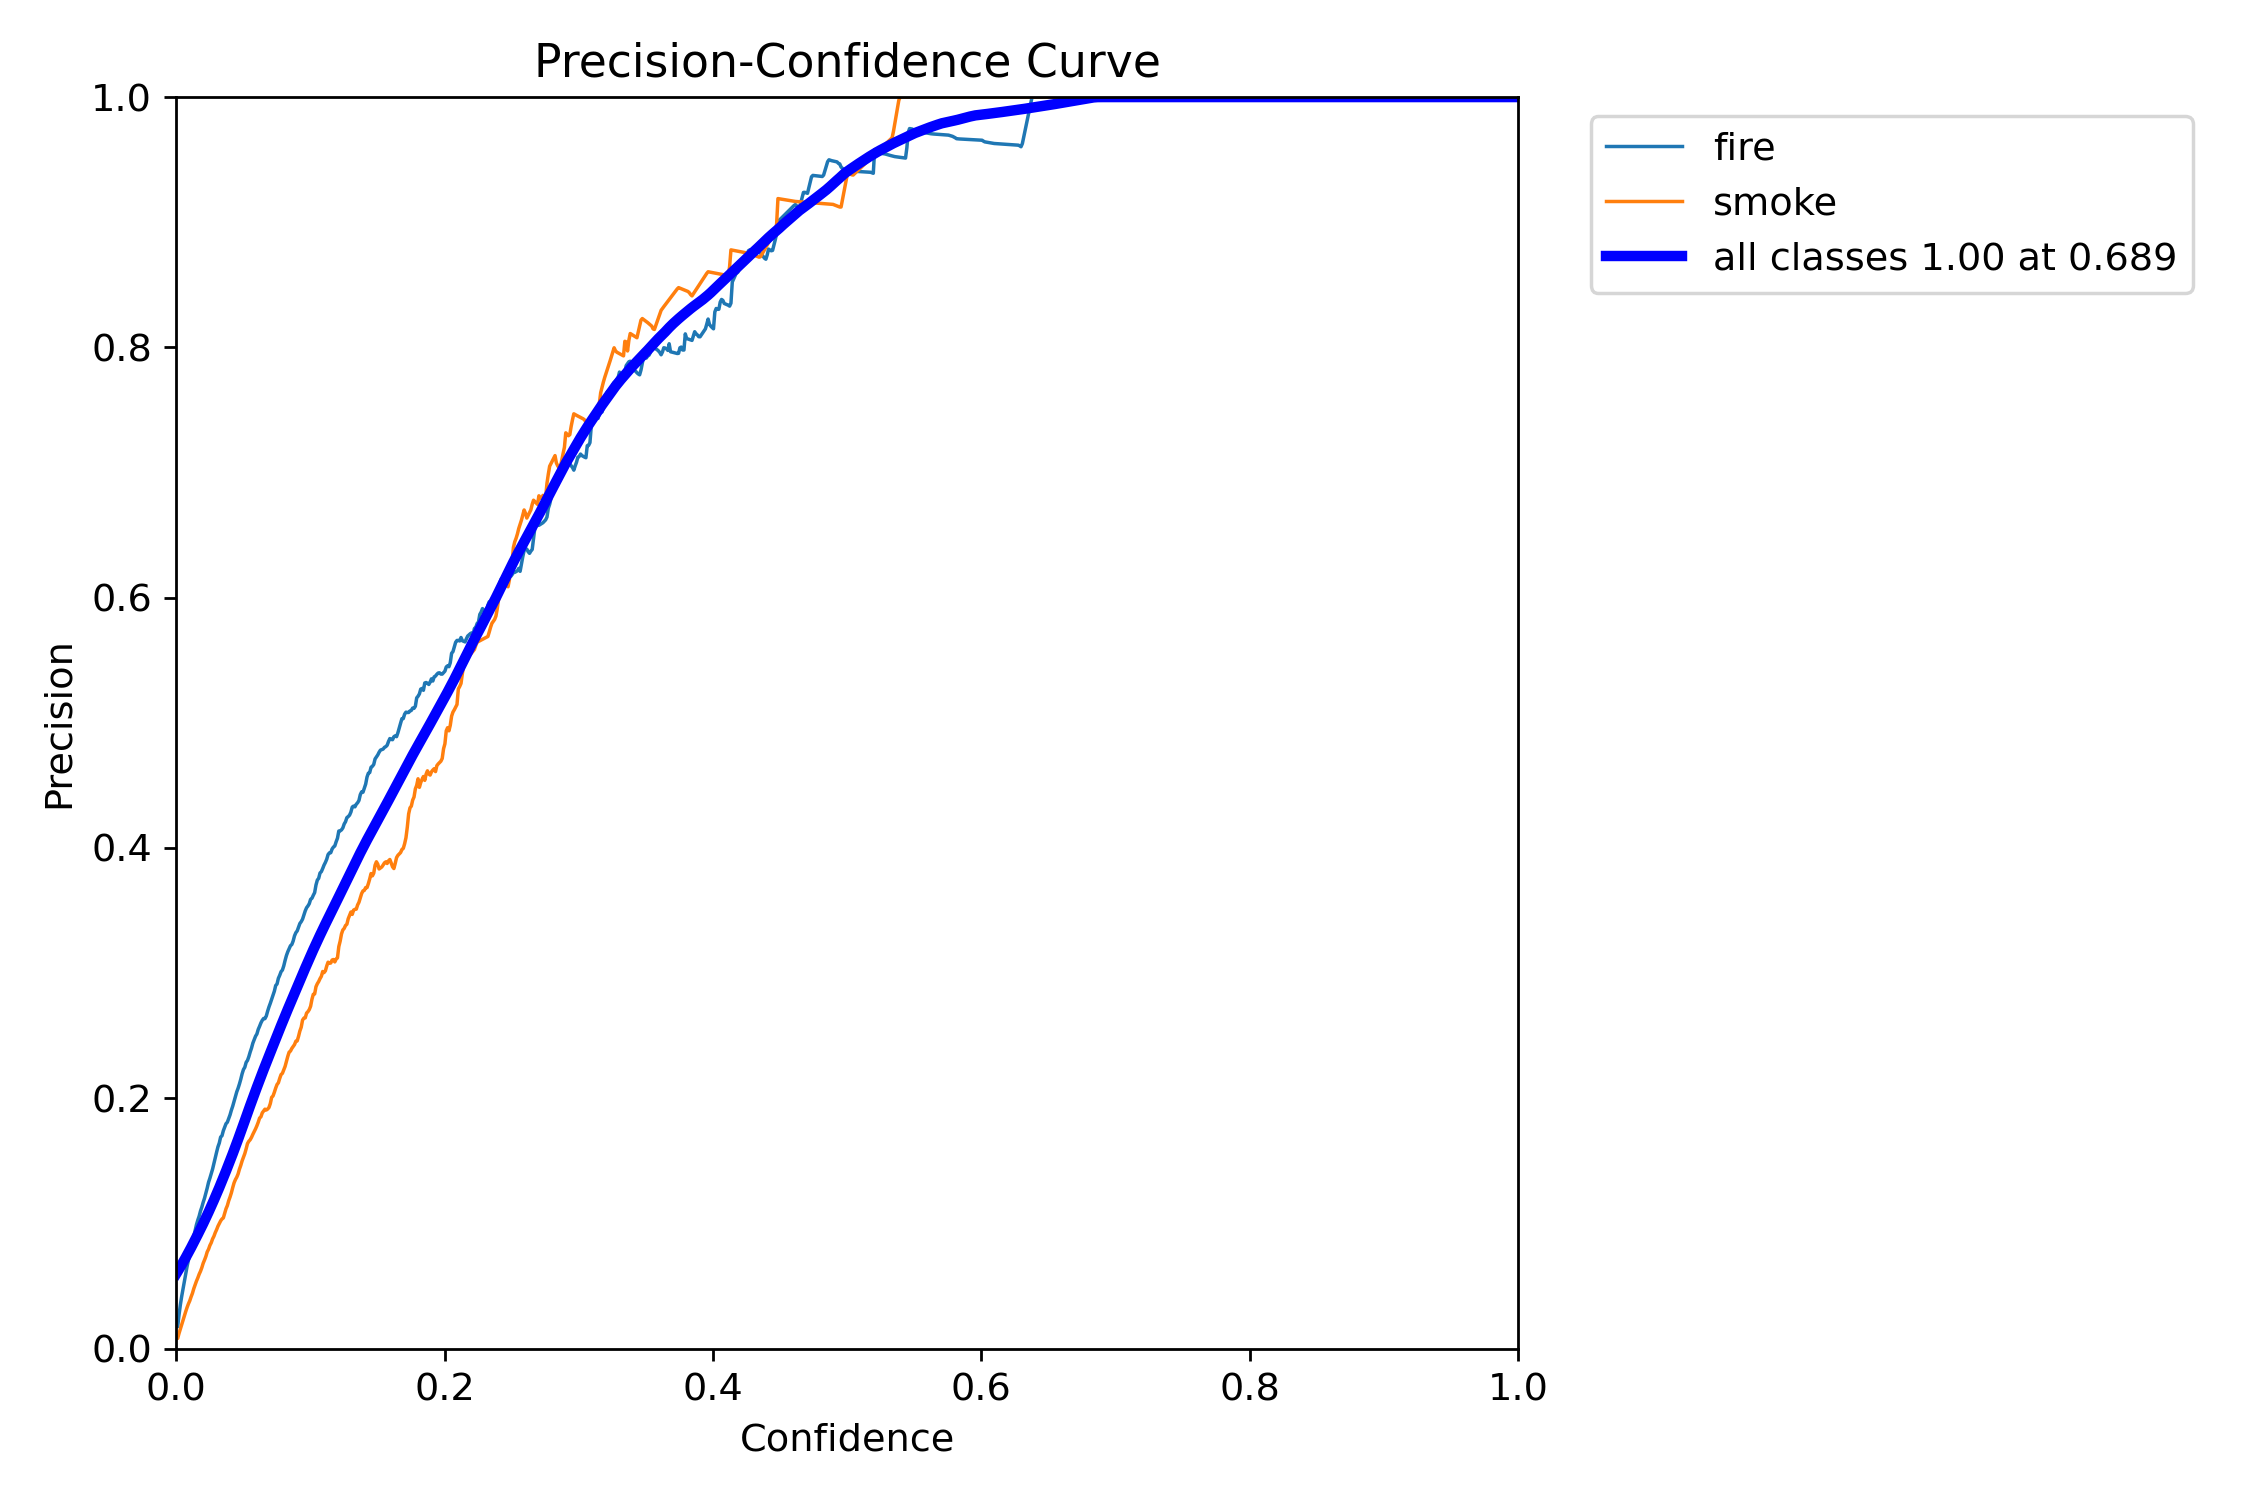 Precision-Confidence Curve
1.0
0.8
0.6
0.4
0.2
0.0
Precision
0.0 0.2 0.4 0.6 0.8 1.0
Confidence
fire
smoke
all classes 1.00 at 0.689